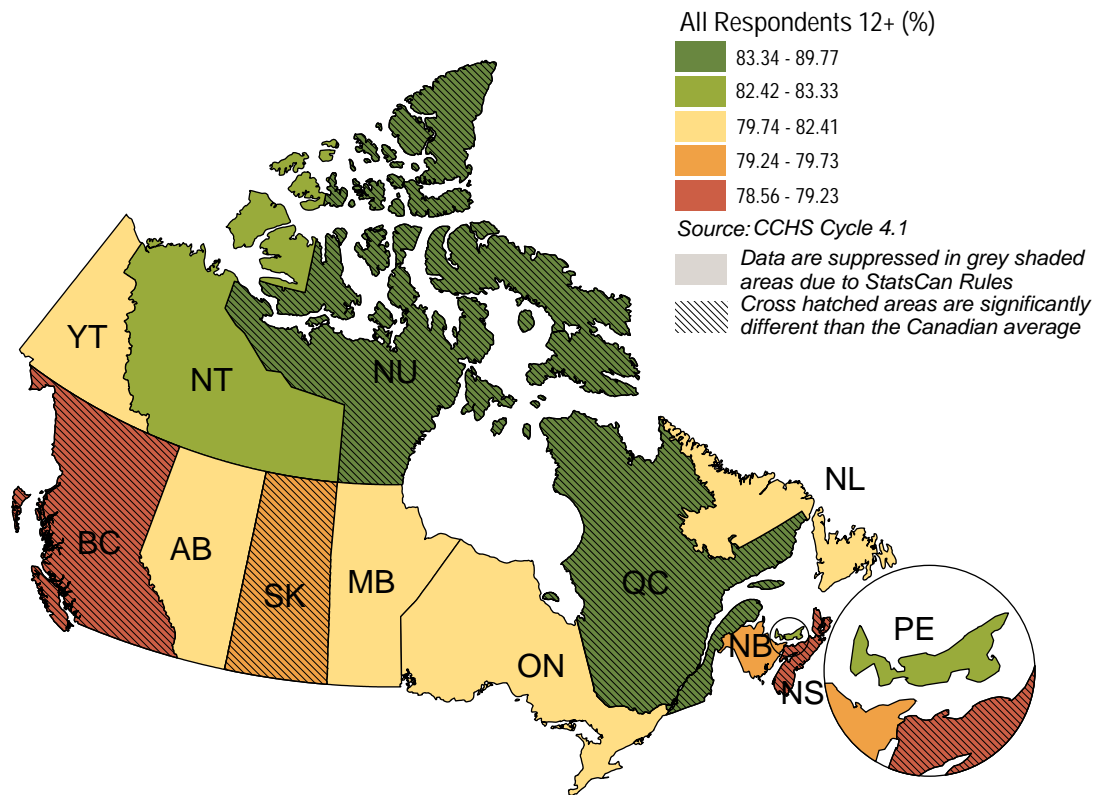 All Respondents 12+ (%)
83.34 - 89.77
82.42 - 83.33
79.74 - 82.41
79.24 - 79.73
78.56 - 79.23
Source: CCHS Cycle 4.1
Data are suppressed in grey shaded
areas due to StatsCan Rules
Cross hatched areas are significantly
different than the Canadian average
YT
NT
NU
NL
BC
AB
SK
MB
QC
ON
NB
NS
PE